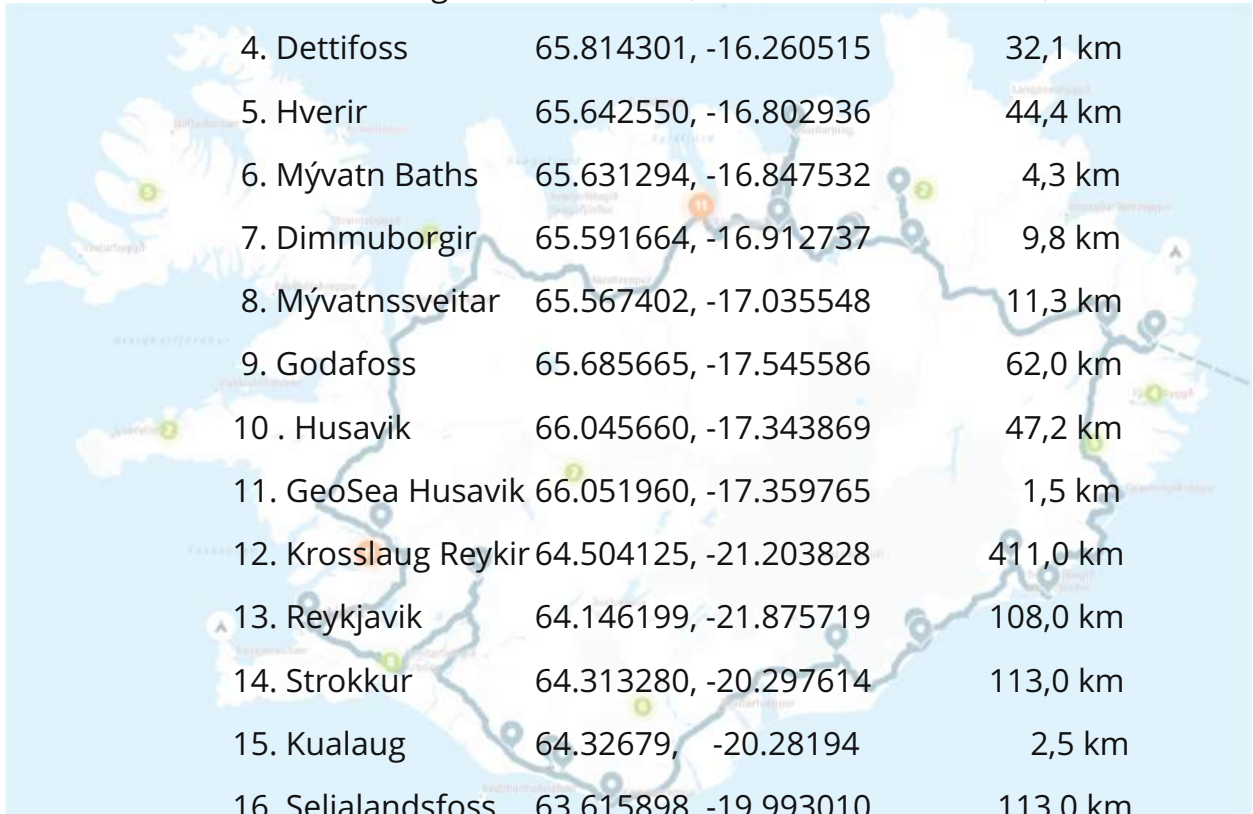 4. Dettifoss 65.814301, -16.260515 32,1 km
5. Hverir 65.642550, -16.802936 44,4 km
6. Mývatn Baths 65.631294, -16.847532 4,3 km
7. Dimmuborgir 65.591664, -16.912737 9,8 km
8. Mývatnssveitar 65.567402, -17.035548 11,3 km
9. Godafoss 65.685665, -17.545586 62,0 km
10 . Husavik 66.045660, -17.343869 47,2 km
11. GeoSea Husavik 66.051960, -17.359765 1,5 km
12. Krosslaug Reykir 64.504125, -21.203828 411,0 km
13. Reykjavik 64.146199, -21.875719 108,0 km
14. Strokkur 64.313280, -20.297614 113,0 km
15. Kualaug 64.32679, -20.28194 2,5 km
16. Seljalandsfoss 63.615898, -19.993010 113,0 km